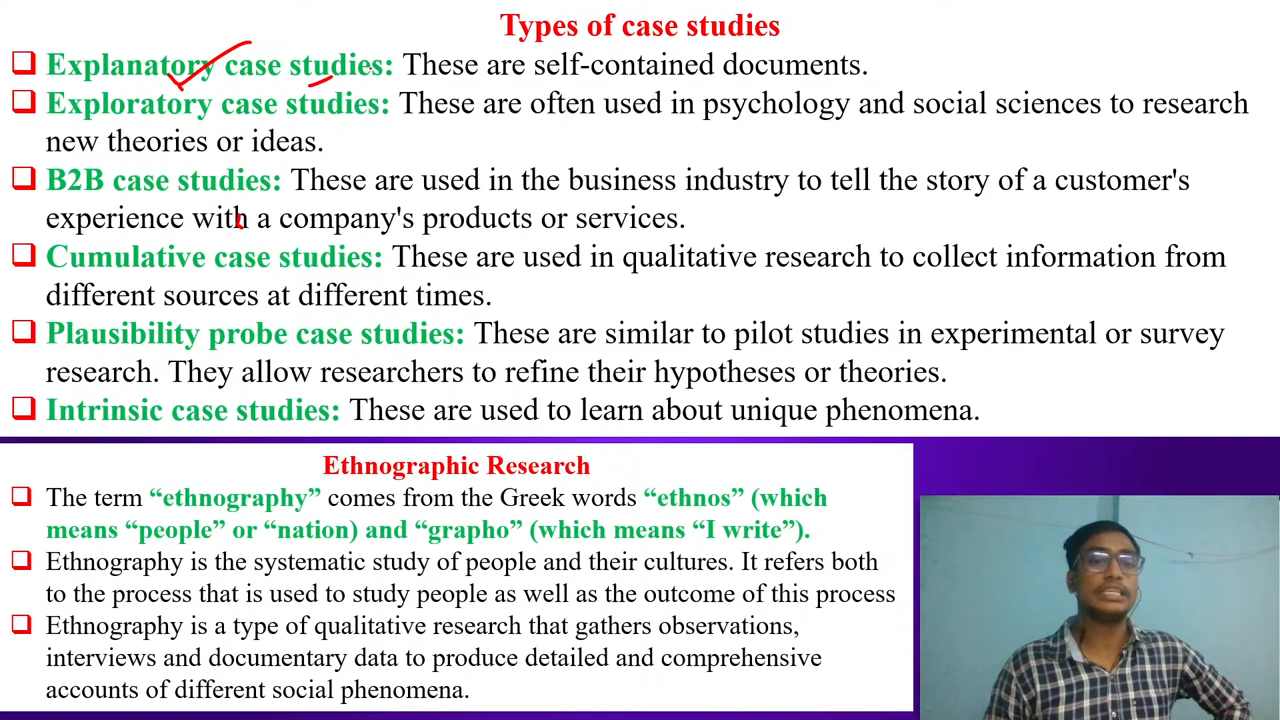 Types of case studies
Explanatory case studies: These are self-contained documents.
Exploratory case studies: These are often used in psychology and social sciences to research
new theories or ideas.
B2B case studies: These are used in the business industry to tell the story of a customer's
experience with a company's products or services.
Cumulative case studies: These are used in qualitative research to collect information from
different sources at different times.
Plausibility probe case studies: These are similar to pilot studies in experimental or survey
research. They allow researchers to refine their hypotheses or theories.
Intrinsic case studies: These are used to learn about unique phenomena.
Ethnographic Research
The term “ethnography” comes from the Greek words “ethnos” (which
means “people” or “nation) and “grapho” (which means “I write”).
Ethnography is the systematic study of people and their cultures. It refers both
to the process that is used to study people as well as the outcome of this process
Ethnography is a type of qualitative research that gathers observations,
interviews and documentary data to produce detailed and comprehensive
accounts of different social phenomena.